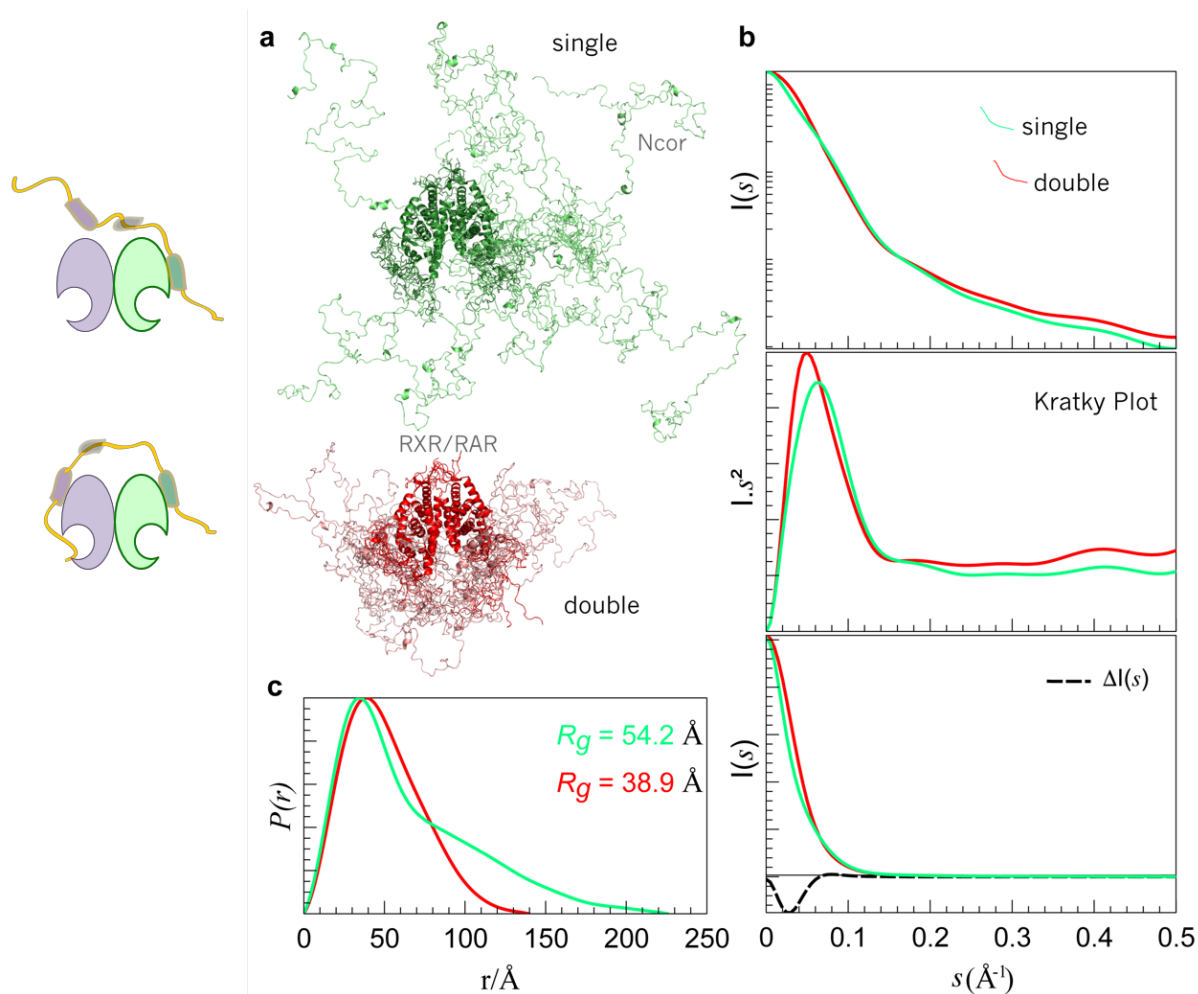 a
single
Ncor
RXR/RAR
double
b
I(s)
single
double
I.s²
Kratky Plot
I(s)
ΔI(s)
0 0.1 0.2 0.3 0.4 0.5
s(Å⁻¹)
c
P(r)
Rg = 54.2 Å
Rg = 38.9 Å
0 50 100 150 200 250
r/Å